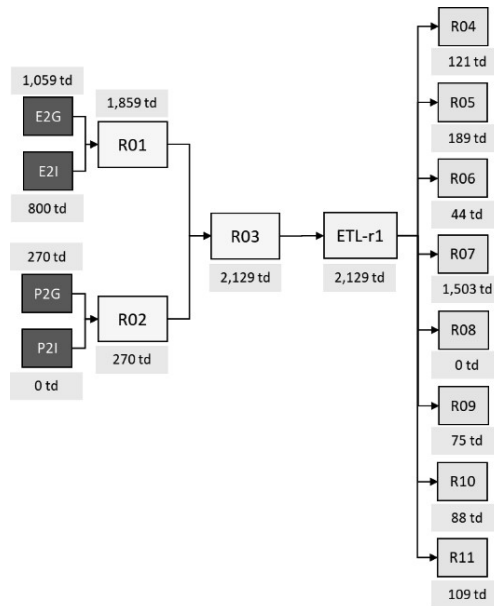 1,059 td
E2G
E2I
800 td
1,859 td
R01
270 td
P2G
P2I
0 td
R02
270 td
R03
2,129 td
ETL-r1
2,129 td
R04
121 td
R05
189 td
R06
44 td
R07
1,503 td
R08
0 td
R09
75 td
R10
88 td
R11
109 td